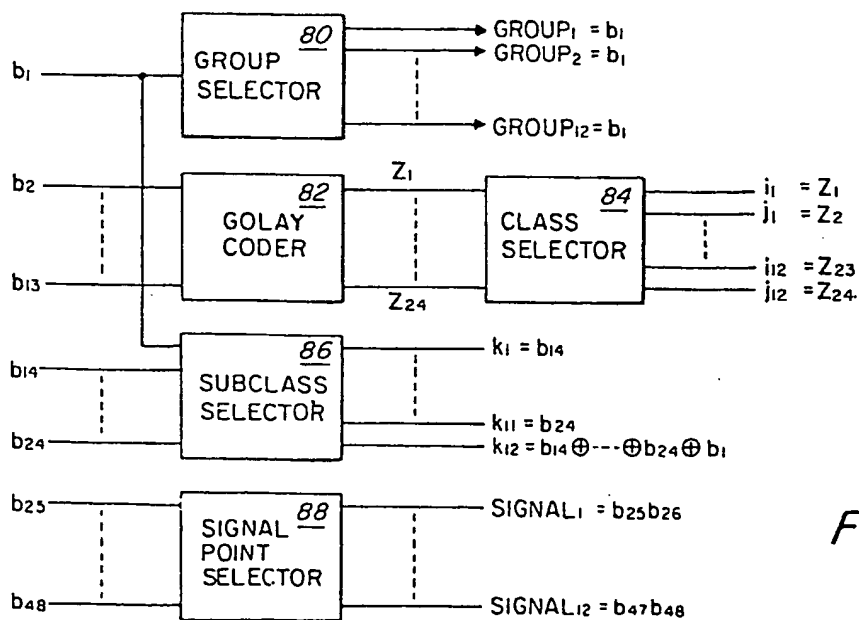 80
GROUP SELECTOR
b₁
GROUP₁ = b₁
GROUP₂ = b₁
GROUP₁₂ = b₁
b₂
b₁₃
82
GOLAY CODER
Z₁
Z₂₄
84
CLASS SELECTOR
i₁ = Z₁
j₁ = Z₂
i₁₂ = Z₂₃
j₁₂ = Z₂₄.
b₁₄
b₂₄
86
SUBCLASS SELECTOR
k₁ = b₁₄
k₁₁ = b₂₄
k₁₂ = b₁₄ ⊕ --- ⊕ b₂₄ ⊕ b₁
b₂₅
b₄₈
88
SIGNAL POINT SELECTOR
SIGNAL₁ = b₂₅b₂₆
SIGNAL₁₂ = b₄₇b₄₈
F